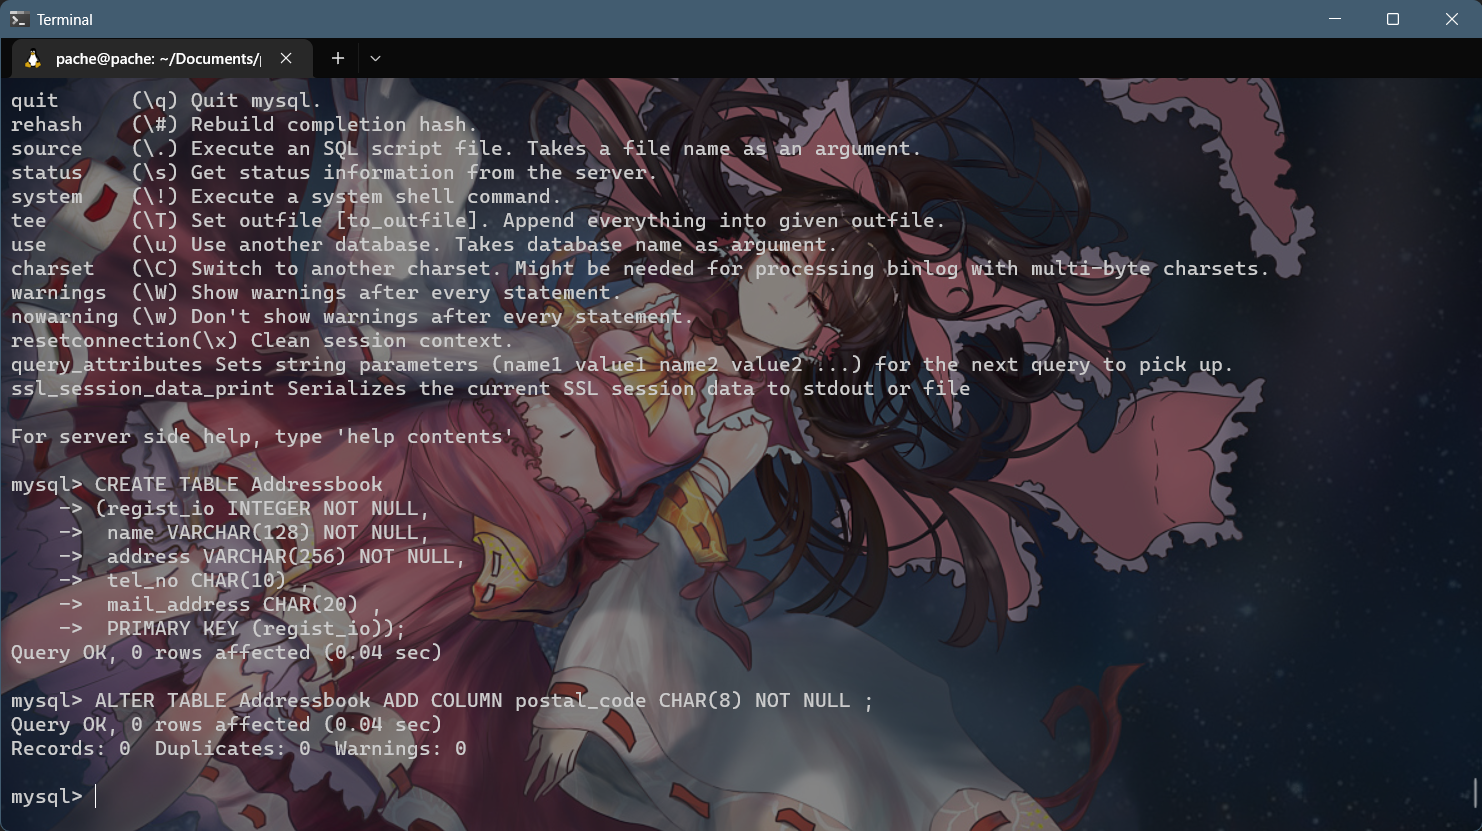 Terminal
pache@pache: ~/Documents/
quit      (\q) Quit mysql.
rehash    (\#) Rebuild completion hash.
source    (\.) Execute an SQL script file. Takes a file name as an argument.
status    (\s) Get status information from the server.
system    (\!) Execute a system shell command.
tee       (\T) Set outfile [to_outfile]. Append everything into given outfile.
use       (\u) Use another database. Takes database name as argument.
charset   (\C) Switch to another charset. Might be needed for processing binlog with multi-byte charsets.
warnings  (\W) Show warnings after every statement.
nowarning (\w) Don't show warnings after every statement.
resetconnection(\x) Clean session context.
query_attributes Sets string parameters (name1 value1 name2 value2 ...) for the next query to pick up.
ssl_session_data_print Serializes the current SSL session data to stdout or file
For server side help, type 'help contents'
mysql> CREATE TABLE Addressbook
    -> (regist_io INTEGER NOT NULL,
    ->  name VARCHAR(128) NOT NULL,
    ->  address VARCHAR(256) NOT NULL,
    ->  tel_no CHAR(10) ,
    ->  mail_address CHAR(20) ,
    ->  PRIMARY KEY (regist_io));
Query OK, 0 rows affected (0.04 sec)
mysql> ALTER TABLE Addressbook ADD COLUMN postal_code CHAR(8) NOT NULL ;
Query OK, 0 rows affected (0.04 sec)
Records: 0  Duplicates: 0  Warnings: 0
mysql>